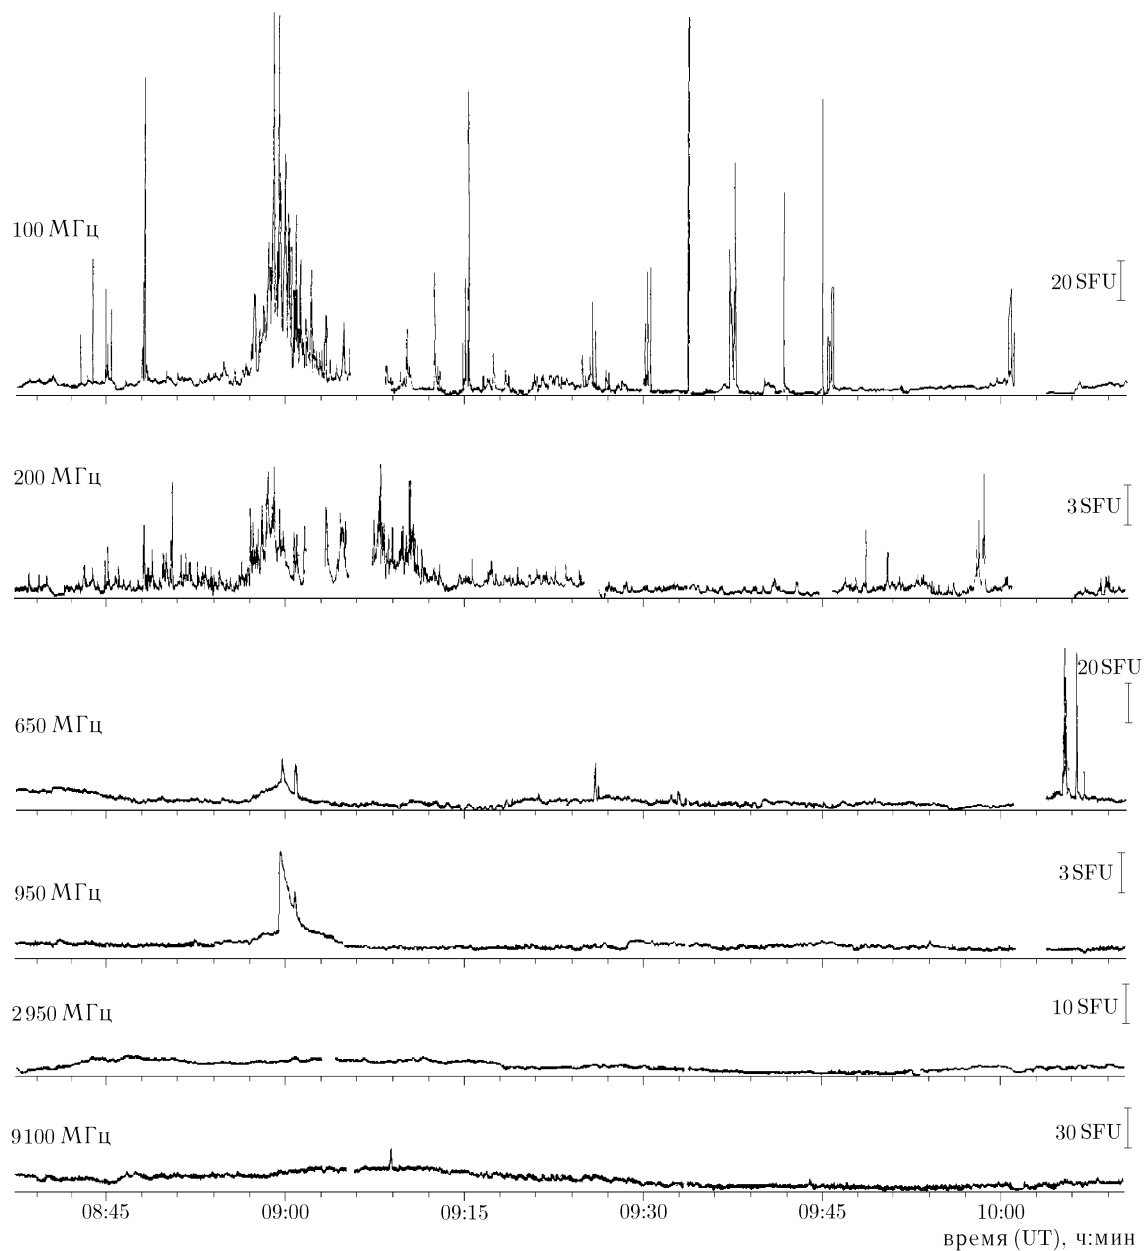 100 МГц
20 SFU
200 МГц
3 SFU
20 SFU
650 МГц
3 SFU
950 МГц
10 SFU
2 950 МГц
30 SFU
9 100 МГц
08:45 09:00 09:15 09:30 09:45 10:00
время (UT), ч:мин